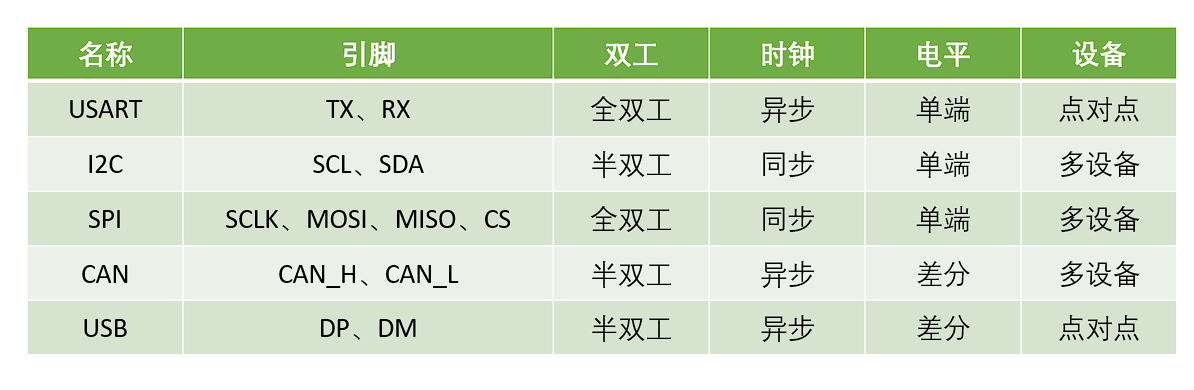 名称 引脚 双工 时钟 电平 设备
USART TX、RX 全双工 异步 单端 点对点
I2C SCL、SDA 半双工 同步 单端 多设备
SPI SCLK、MOSI、MISO、CS 全双工 同步 单端 多设备
CAN CAN_H、CAN_L 半双工 异步 差分 多设备
USB DP、DM 半双工 异步 差分 点对点